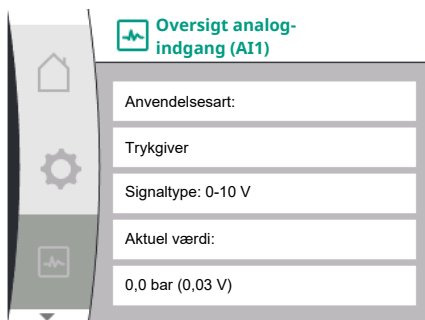 Oversigt analog-
indgang (AI1)
Anvendelsesart:
Trykgiver
Signaltype: 0-10 V
Aktuel værdi:
0,0 bar (0,03 V)